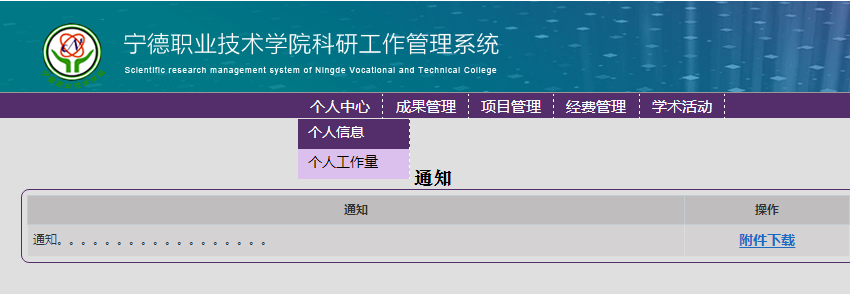 宁德职业技术学院科研工作管理系统
Scientific research management system of Ningde Vocational and Technical College
个人中心 成果管理 项目管理 经费管理 学术活动
个人信息
个人工作量
通知
通知 操作
通知。。。。。。。。。。。。。。。。。。 附件下载